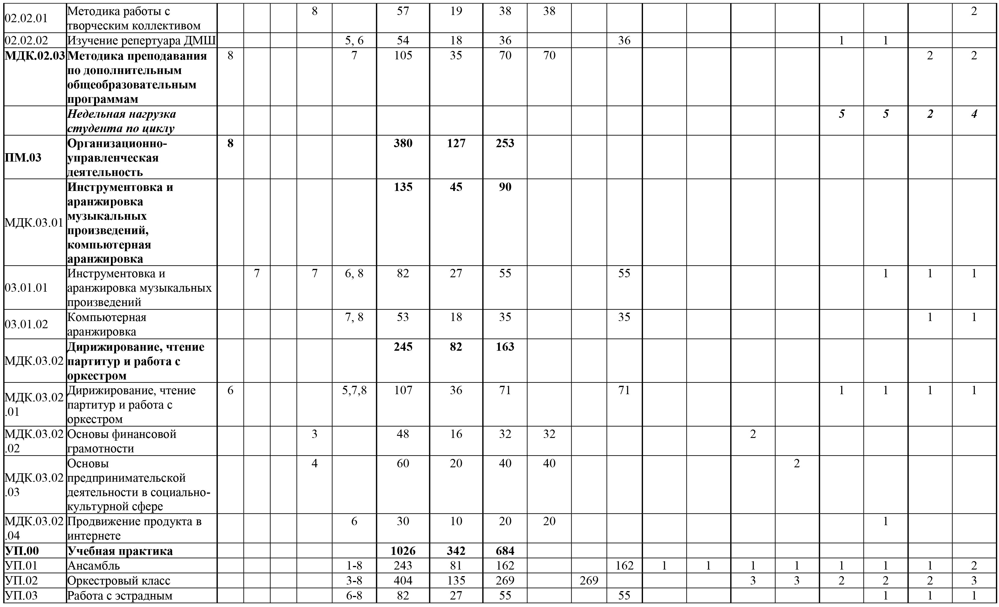 02.02.01 Методика работы с 8 57 19 38 38 2
творческим коллективом
02.02.02 Изучение репертуара ДМШ 5, 6 54 18 36 36 1 1
МДК.02.03 Методика преподавания 8 7 105 35 70 70 2 2
по дополнительным
общеобразовательным
программам
Недельная нагрузка 5 5 2 4
студента по циклу
Организационно- 8 380 127 253
ПМ.03 управленческая
деятельность
Инструментовка и 135 45 90
аранжировка
музыкальных
МДК.03.01 произведений,
компьютерная
аранжировка
Инструментовка и 7 7 6, 8 82 27 55 55 1 1 1
03.01.01 аранжировка музыкальных
произведений
03.01.02 Компьютерная 7, 8 53 18 35 35 1 1
аранжировка
Дирижирование, чтение 245 82 163
МДК.03.02 партитур и работа с
оркестром
МДК.03.02 Дирижирование, чтение 6 5,7,8 107 36 71 71 1 1 1 1
.01 партитур и работа с
оркестром
МДК.03.02 Основы финансовой 3 48 16 32 32 2
.02 грамотности
Основы 4 60 20 40 40 2
МДК.03.02 предпринимательской
.03 деятельности в социально-
культурной сфере
МДК.03.02 Продвижение продукта в 6 30 10 20 20 1
.04 интернете
УП.00 Учебная практика 1026 342 684
УП.01 Ансамбль 1-8 243 81 162 162 1 1 1 1 1 1 1 2
УП.02 Оркестровый класс 3-8 404 135 269 269 3 3 2 2 2 3
УП.03 Работа с эстрадным 6-8 82 27 55 55 1 1 1